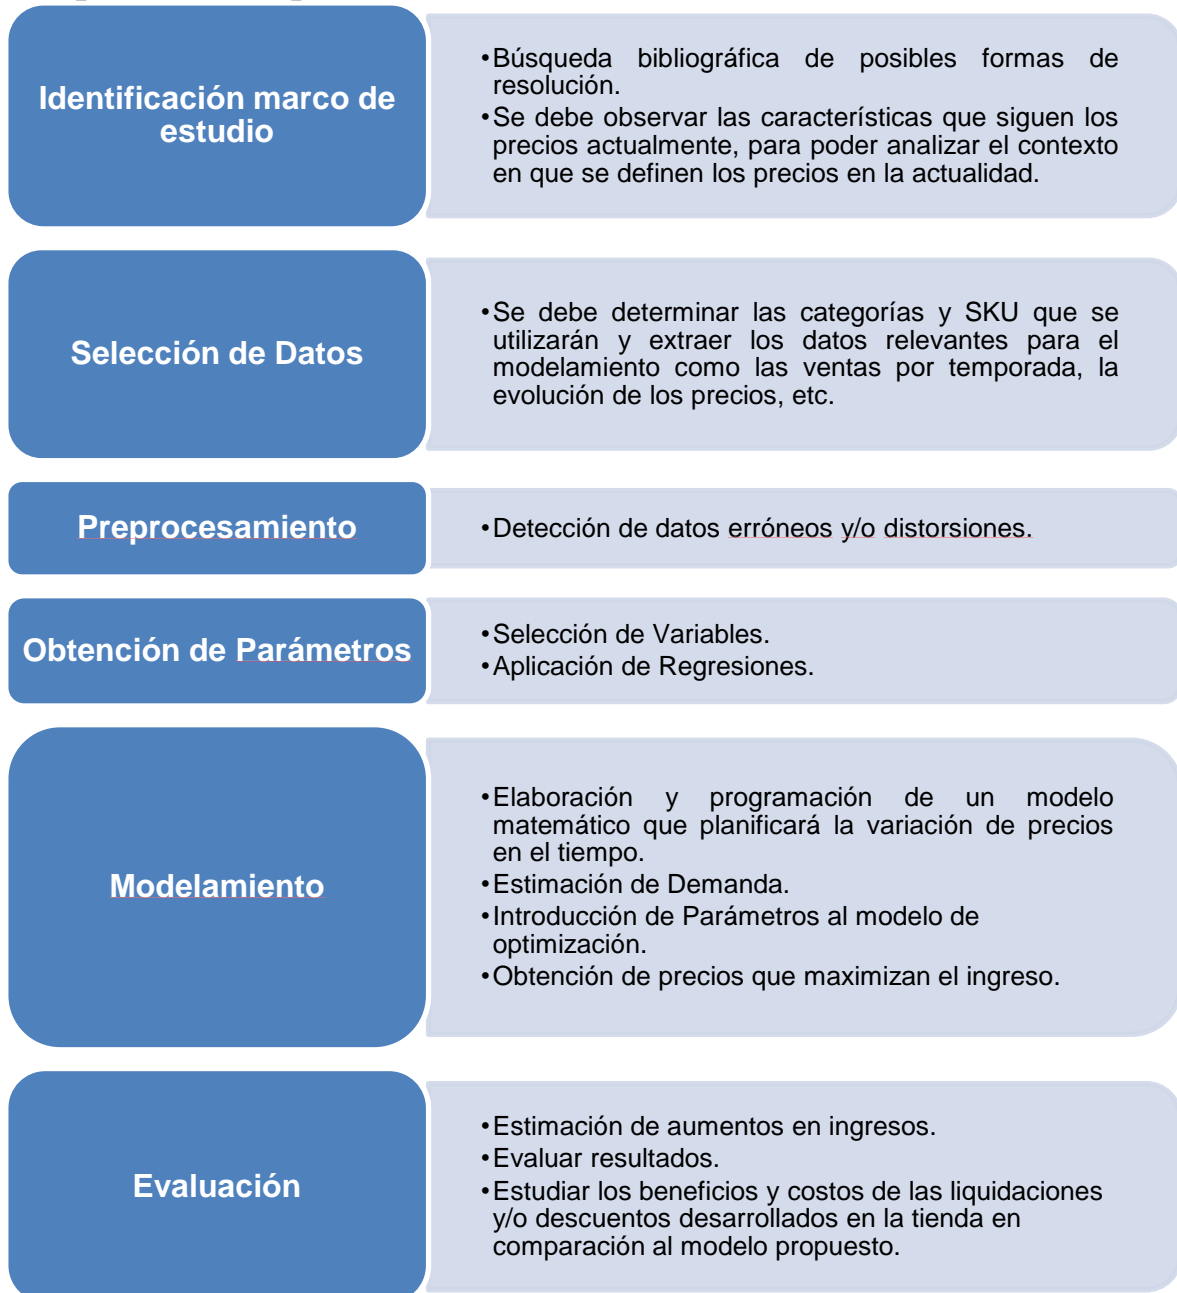 Identificación marco de
estudio
•Búsqueda bibliográfica de posibles formas de
resolución.
•Se debe observar las características que siguen los
precios actualmente, para poder analizar el contexto
en que se definen los precios en la actualidad.
Selección de Datos
•Se debe determinar las categorías y SKU que se
utilizarán y extraer los datos relevantes para el
modelamiento como las ventas por temporada, la
evolución de los precios, etc.
Preprocesamiento
•Detección de datos erróneos y/o distorsiones.
Obtención de Parámetros
•Selección de Variables.
•Aplicación de Regresiones.
Modelamiento
•Elaboración y programación de un modelo
matemático que planificará la variación de precios
en el tiempo.
•Estimación de Demanda.
•Introducción de Parámetros al modelo de
optimización.
•Obtención de precios que maximizan el ingreso.
Evaluación
•Estimación de aumentos en ingresos.
•Evaluar resultados.
•Estudiar los beneficios y costos de las liquidaciones
y/o descuentos desarrollados en la tienda en
comparación al modelo propuesto.